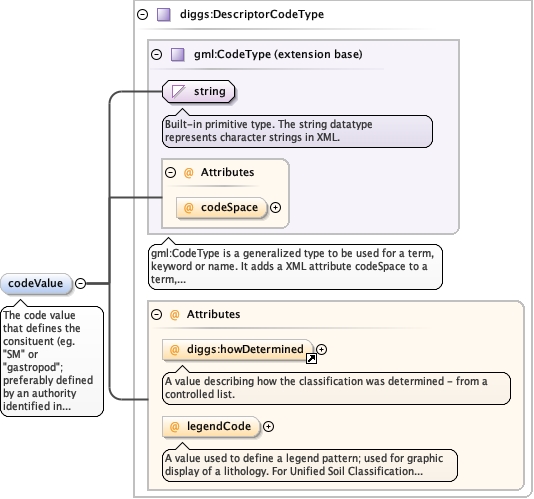 diggs:DescriptorCodeType
gml:CodeType (extension base)
string
Built-in primitive type. The string datatype
represents character strings in XML.
@ Attributes
@ codeSpace
gml:CodeType is a generalized type to be used for a term,
keyword or name. It adds a XML attribute codeSpace to a
term,...
codeValue
The code value
that defines the
consituent (eg.
"SM" or
"gastropod";
preferably defined
by an authority
identified in...
@ Attributes
@ diggs:howDetermined
A value describing how the classification was determined - from a
controlled list.
@ legendCode
A value used to define a legend pattern; used for graphic
display of a lithology. For Unified Soil Classification...